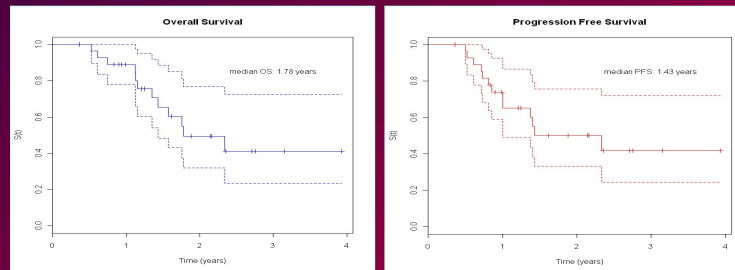 Overall Survival
median OS: 1.78 years
S(t)
0.0 0.2 0.4 0.6 0.8 1.0
0 1 2 3 4
Time (years)
Progression Free Survival
median PFS: 1.43 years
S(t)
0.0 0.2 0.4 0.6 0.8 1.0
0 1 2 3 4
Time (years)